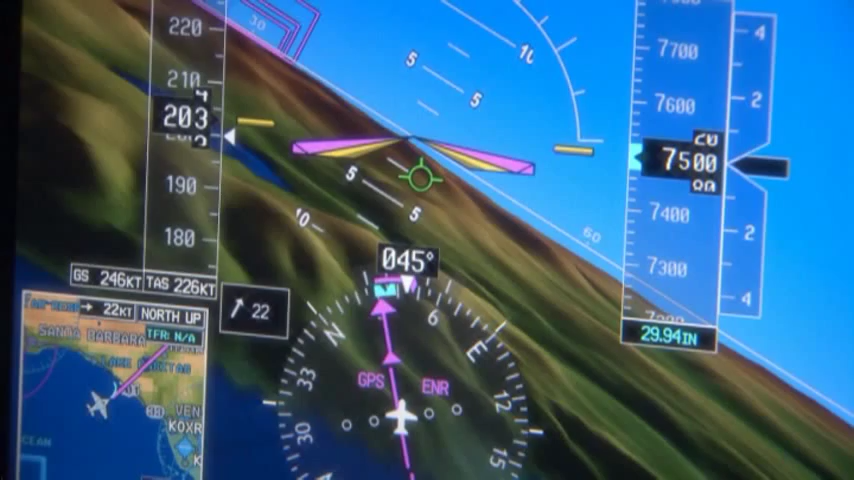 220
210
203
190
180
GS 246KT TAS 226KT
22KT NORTH UP
TFR: N/A
SANTA BARBARA
VEN
KOXR
22
30
60
10
5
5
5
5
10
045°
N
6
E
12
15
30
33
GPS ENR
7700
7600
7500
7400
7300
29.94IN
4
2
2
4